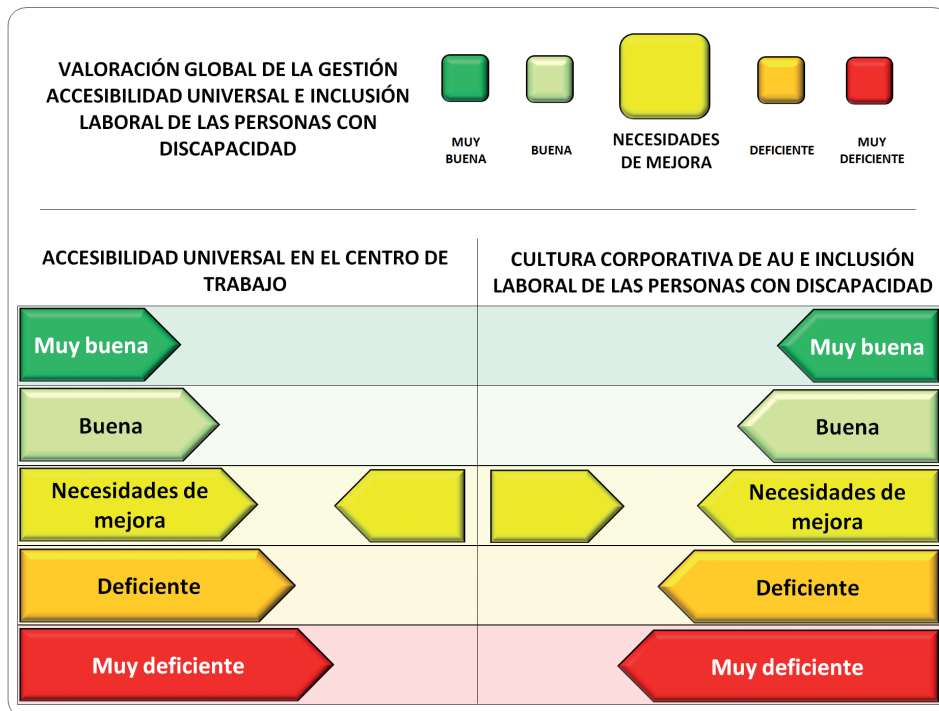 VALORACIÓN GLOBAL DE LA GESTIÓN
ACCESIBILIDAD UNIVERSAL E INCLUSIÓN
LABORAL DE LAS PERSONAS CON
DISCAPACIDAD
MUY
BUENA
BUENA
NECESIDADES
DE MEJORA
DEFICIENTE
MUY
DEFICIENTE
ACCESIBILIDAD UNIVERSAL EN EL CENTRO DE
TRABAJO
CULTURA CORPORATIVA DE AU E INCLUSIÓN
LABORAL DE LAS PERSONAS CON DISCAPACIDAD
Muy buena
Muy buena
Buena
Buena
Necesidades de
mejora
Necesidades de
mejora
Deficiente
Deficiente
Muy deficiente
Muy deficiente